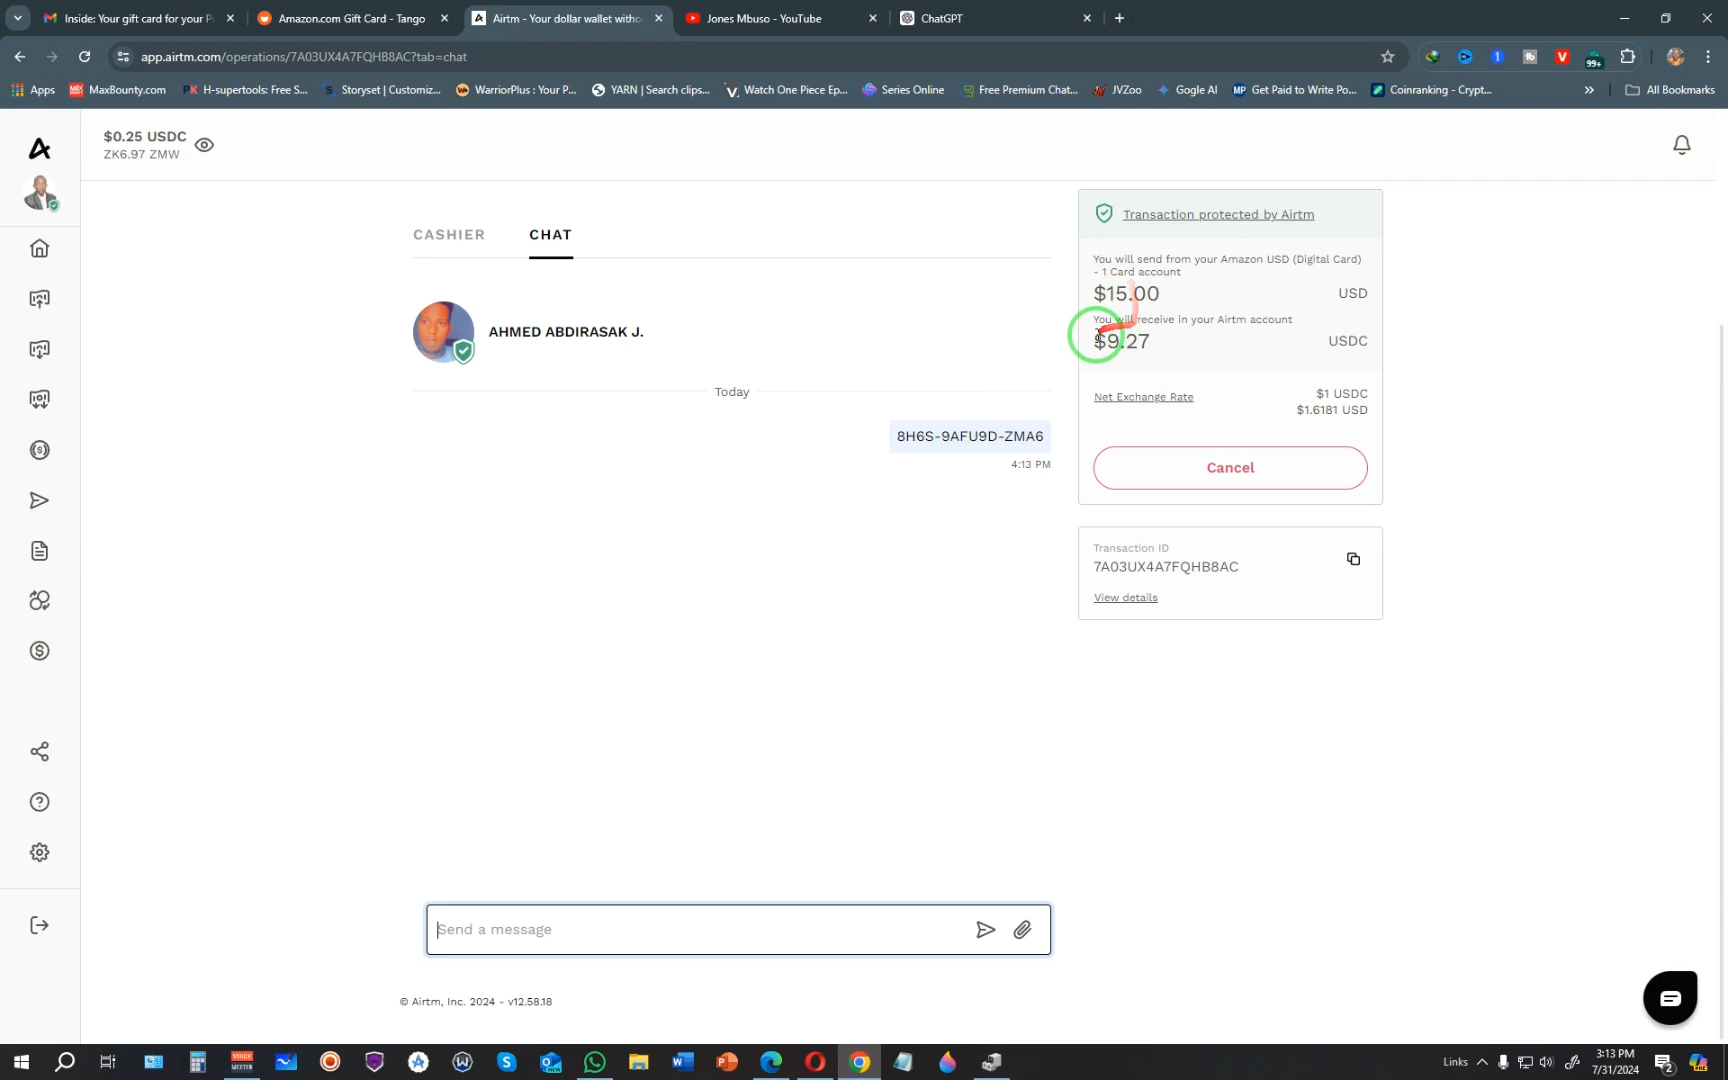 Inside: Your gift card for your Pe
Amazon.com Gift Card - Tango
Airtm - Your dollar wallet witho
Jones Mbuso - YouTube
ChatGPT
app.airtm.com/operations/7A03UX4A7FQHB8AC?tab=chat
99+
Apps
MaxBounty.com
H-supertools: Free S...
Storyset | Customiz...
WarriorPlus : Your P...
YARN | Search clips...
Watch One Piece Ep...
Series Online
Free Premium Chat...
JVZoo
Gogle AI
Get Paid to Write Po...
Coinranking - Crypt...
All Bookmarks
$0.25 USDC
ZK6.97 ZMW
CASHIER
CHAT
AHMED ABDIRASAK J.
Today
8H6S-9AFU9D-ZMA6
4:13 PM
Transaction protected by Airtm
You will send from your Amazon USD (Digital Card)
- 1 Card account
$15.00 USD
You will receive in your Airtm account
$9.27 USDC
Net Exchange Rate
$1 USDC
$1.6181 USD
Cancel
Transaction ID
7A03UX4A7FQHB8AC
View details
Send a message
© Airtm, Inc. 2024 - v12.58.18
Links
3:13 PM
7/31/2024
2